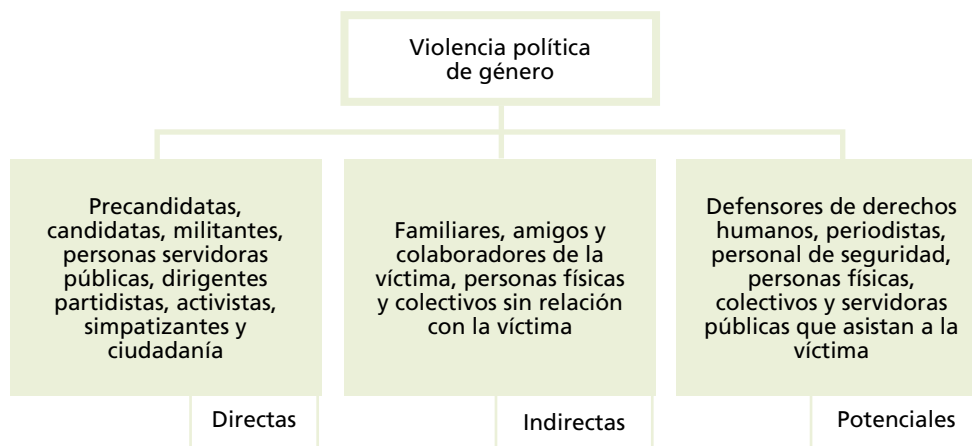 Violencia política
de género
Precandidatas,
candidatas, militantes,
personas servidoras
públicas, dirigentes
partidistas, activistas,
simpatizantes y
ciudadanía
Directas
Familiares, amigos y
colaboradores de la
víctima, personas físicas
y colectivos sin relación
con la víctima
Indirectas
Defensores de derechos
humanos, periodistas,
personal de seguridad,
personas físicas,
colectivos y servidoras
públicas que asistan a la
víctima
Potenciales